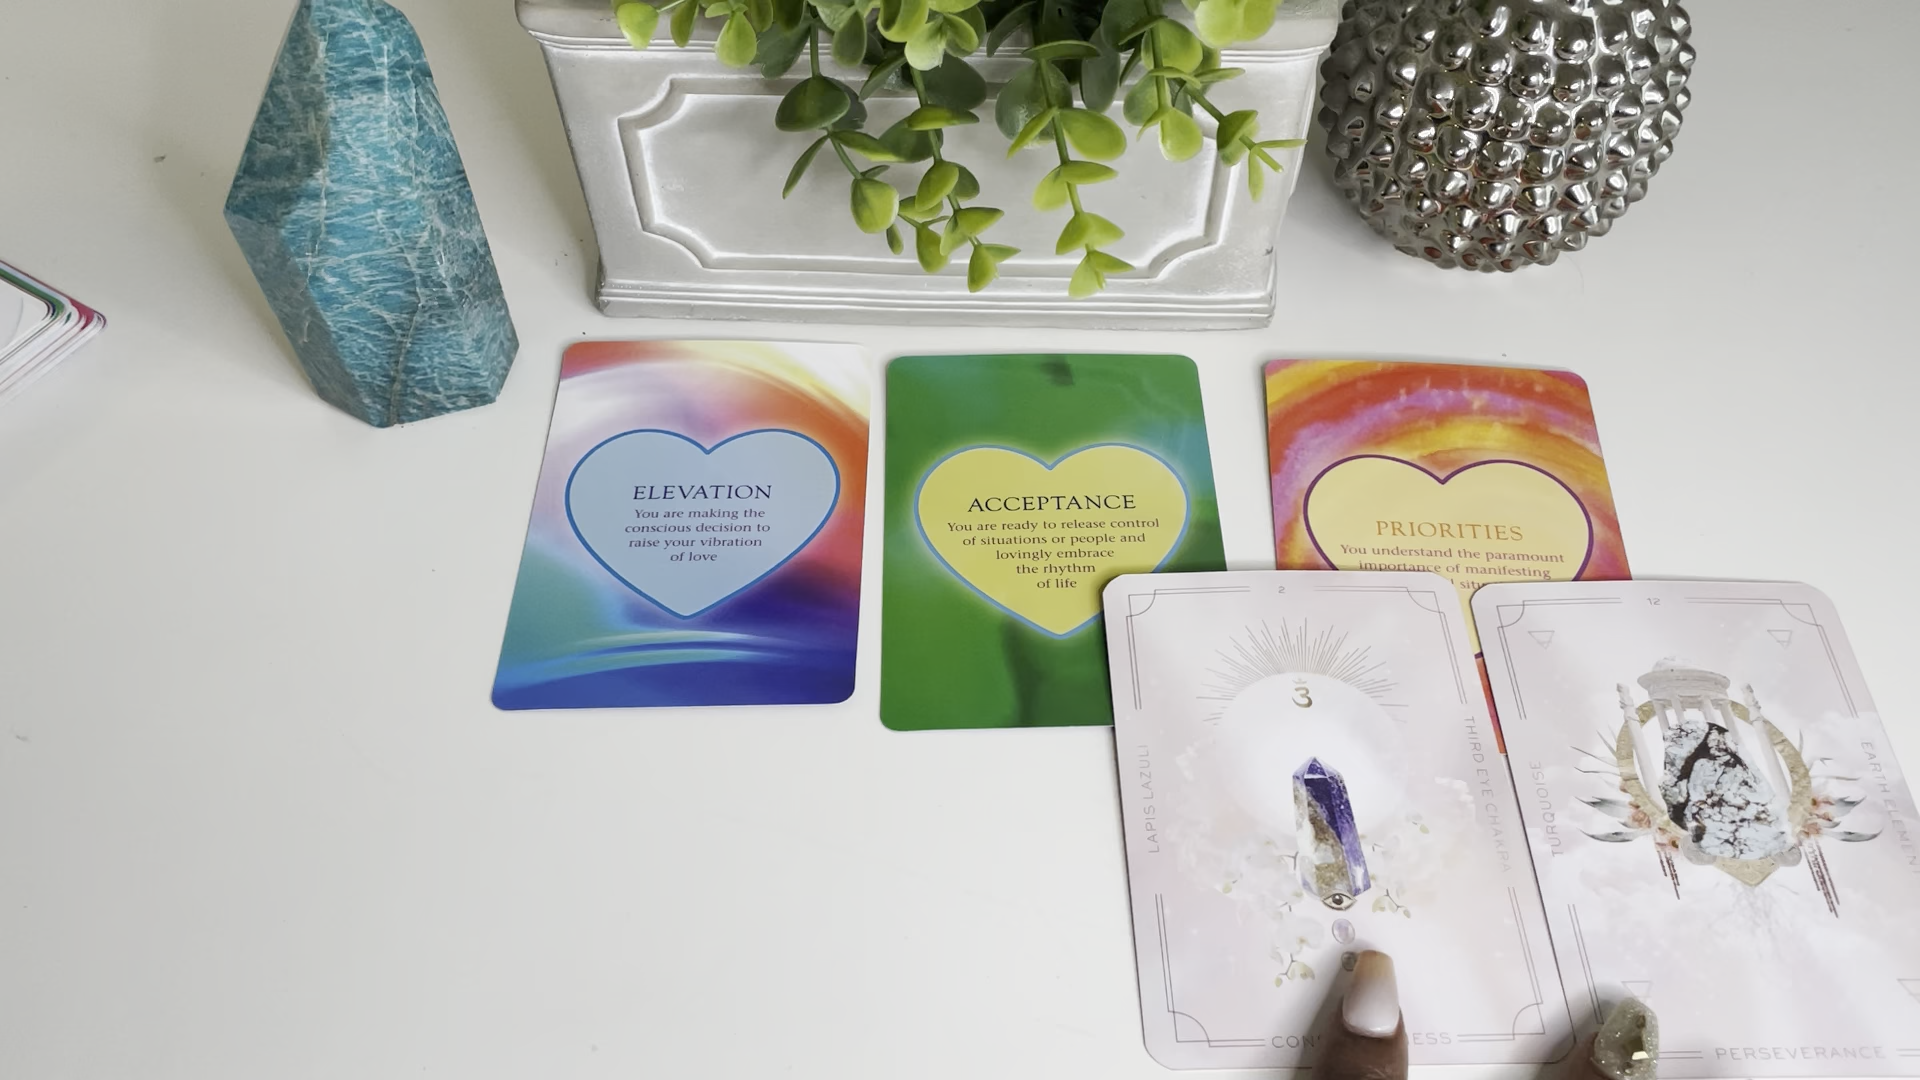 ELEVATION
You are making the
conscious decision to
raise your vibration
of love
ACCEPTANCE
You are ready to release control
of situations or people and
lovingly embrace
the rhythm
of life
PRIORITIES
You understand the paramount
importance of manifesting
2
LAPIS LAZULI
THIRD EYE CHAKRA
12
TURQUOISE
EARTH ELEMENT
PERSEVERANCE